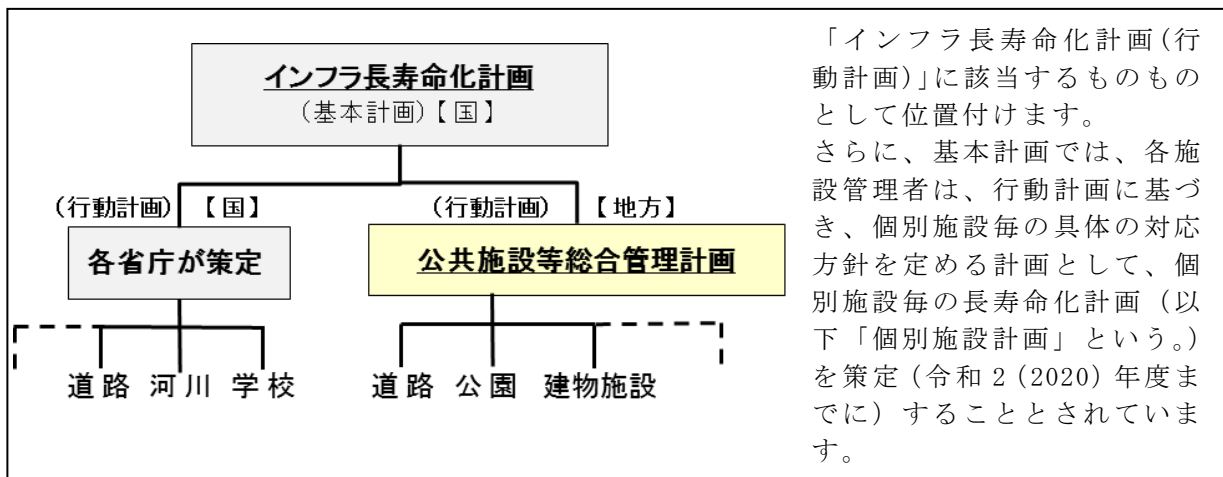 インフラ長寿命化計画
(基本計画)【国】
(行動計画) 【国】
(行動計画) 【地方】
各省庁が策定
公共施設等総合管理計画
道路 河川 学校
道路 公園 建物施設
「インフラ長寿命化計画(行
動計画)」に該当するものもの
として位置付けます。
さらに、基本計画では、各施
設管理者は、行動計画に基づ
き、個別施設毎の具体の対応
方針を定める計画として、個
別施設毎の長寿命化計画（以
下「個別施設計画」という。）
を策定(令和2(2020)年度ま
でに）することとされていま
す。